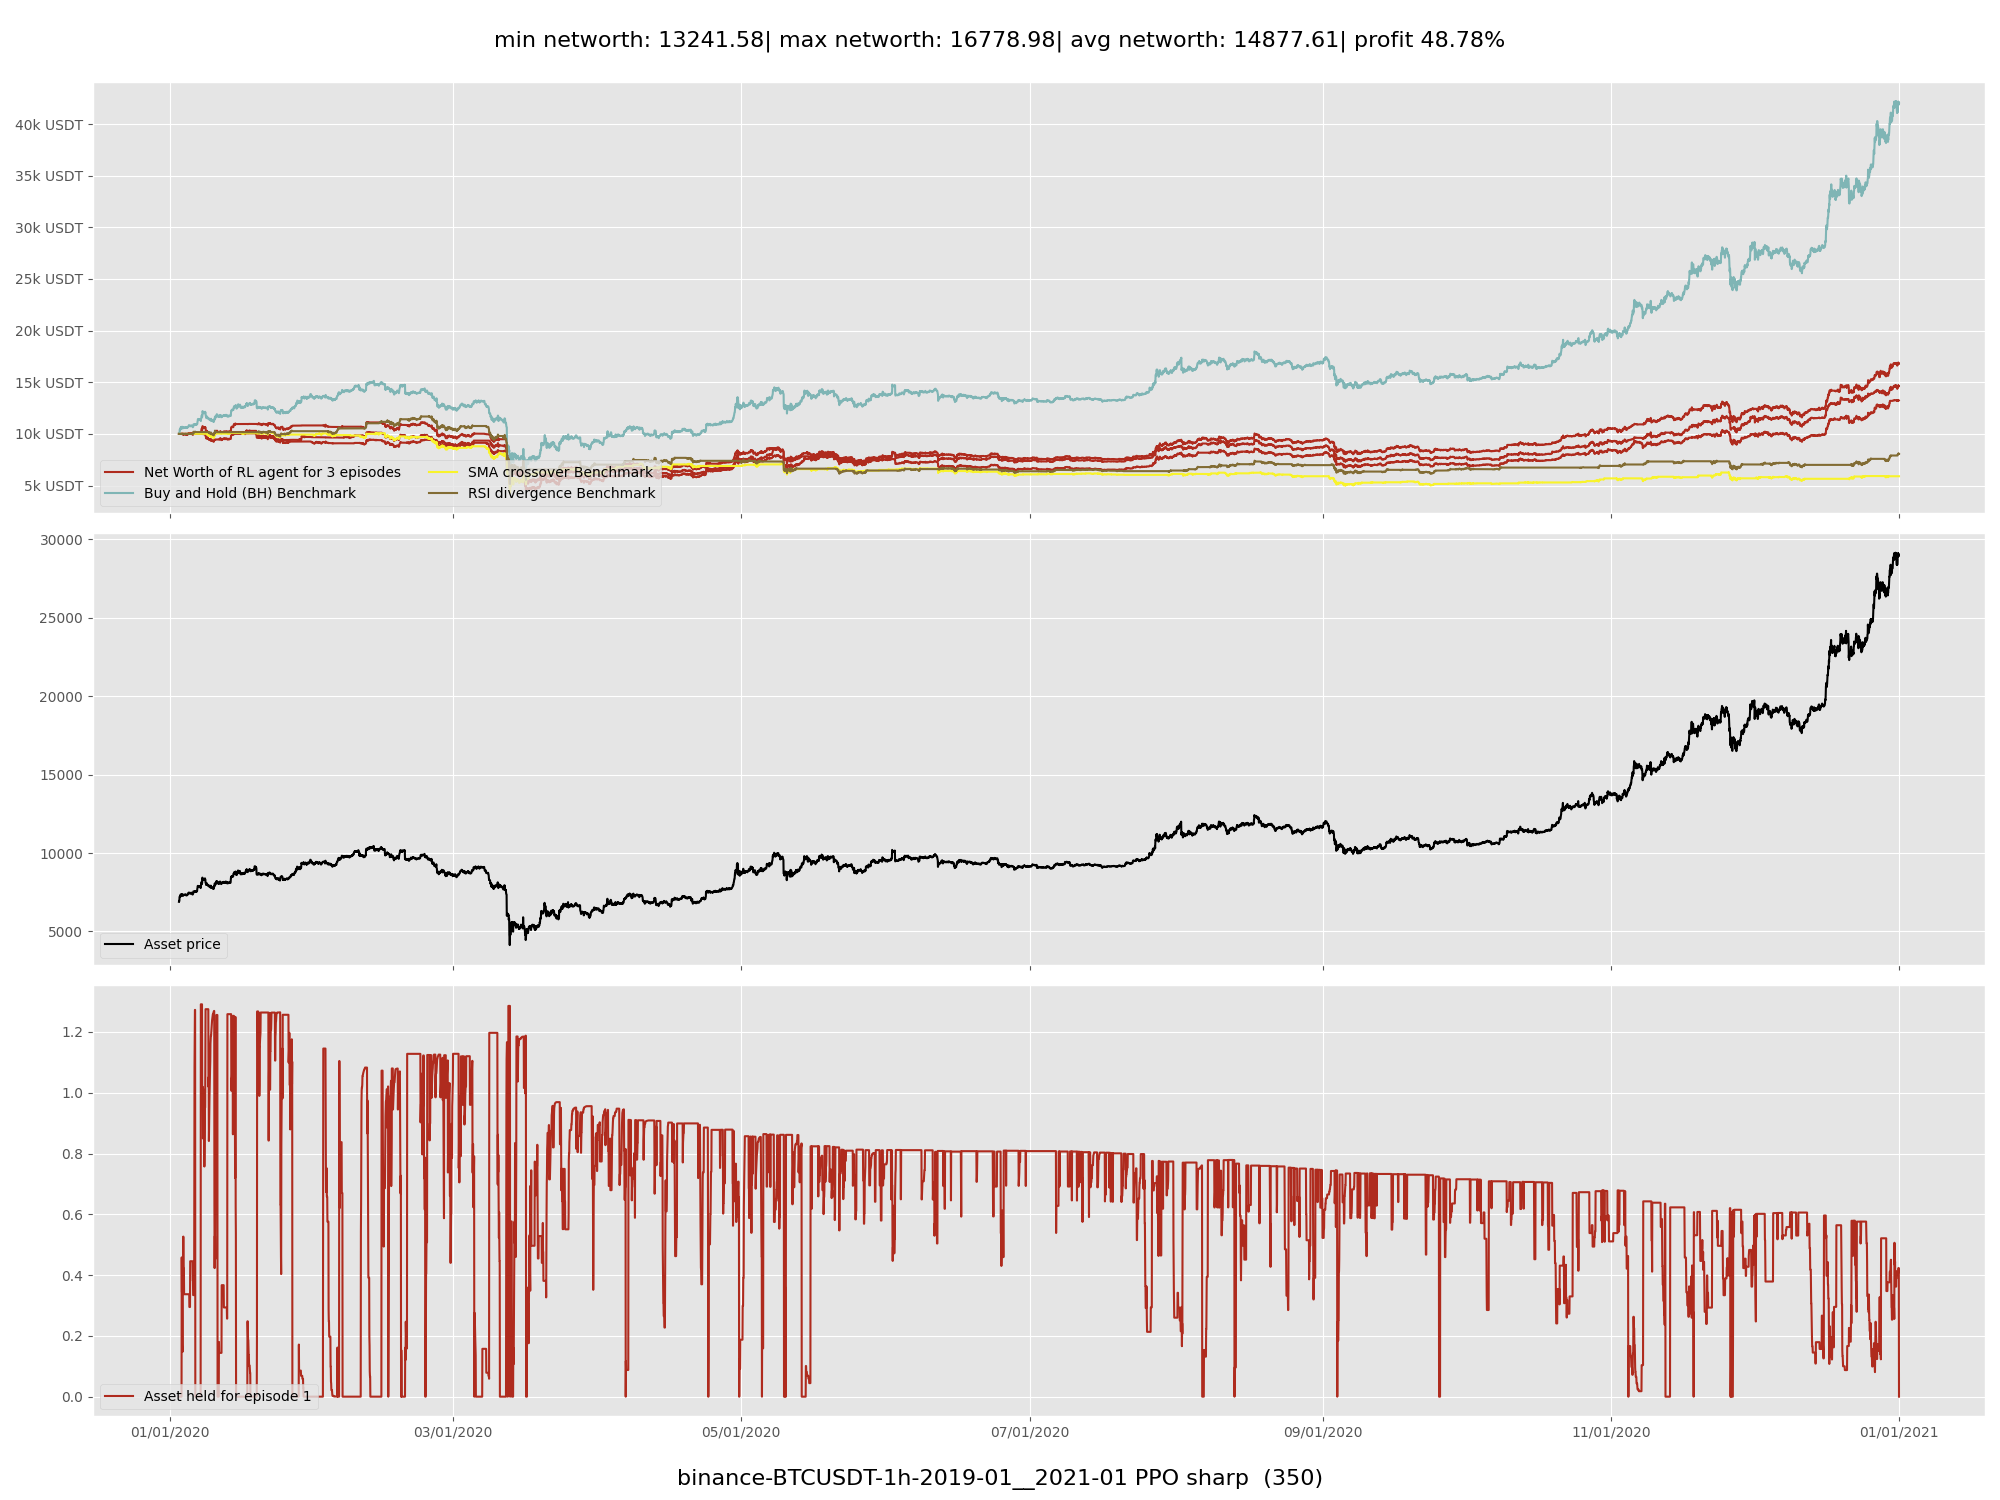 min networth: 13241.58| max networth: 16778.98| avg networth: 14877.61| profit 48.78%
40k USDT
35k USDT
30k USDT
25k USDT
20k USDT
15k USDT
10k USDT
5k USDT
Net Worth of RL agent for 3 episodes
Buy and Hold (BH) Benchmark
SMA crossover Benchmark
RSI divergence Benchmark
30000
25000
20000
15000
10000
5000
Asset price
1.2
1.0
0.8
0.6
0.4
0.2
0.0
Asset held for episode 1
01/01/2020
03/01/2020
05/01/2020
07/01/2020
09/01/2020
11/01/2020
01/01/2021
binance-BTCUSDT-1h-2019-01__2021-01 PPO sharp  (350)